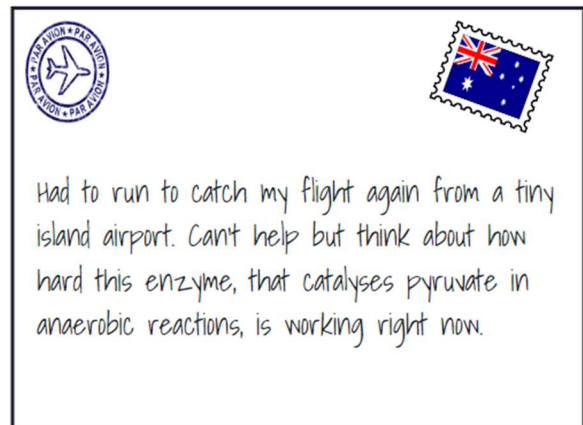 PAR AVION ★ PAR AVION ★ PAR AVION ★ PAR AVION ★
Had to run to catch my flight again from a tiny
island airport. Can't help but think about how
hard this enzyme, that catalyses pyruvate in
anaerobic reactions, is working right now.